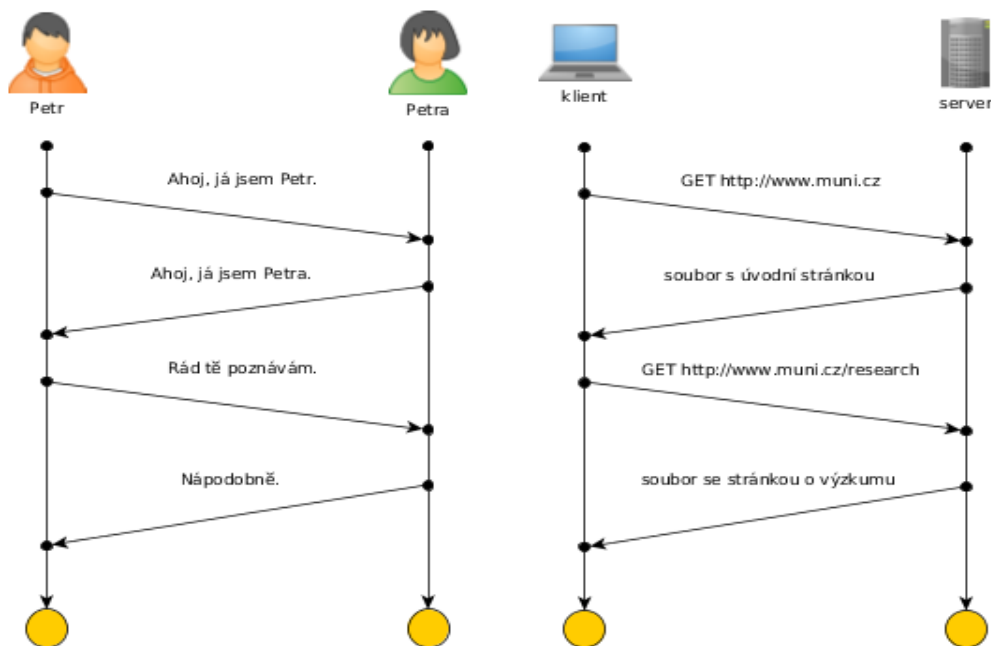 Petr
Petra
Ahoj, já jsem Petr.
Ahoj, já jsem Petra.
Rád tě poznávám.
Nápodobně.
klient
server
GET http://www.muni.cz
soubor s úvodní stránkou
GET http://www.muni.cz/research
soubor se stránkou o výzkumu